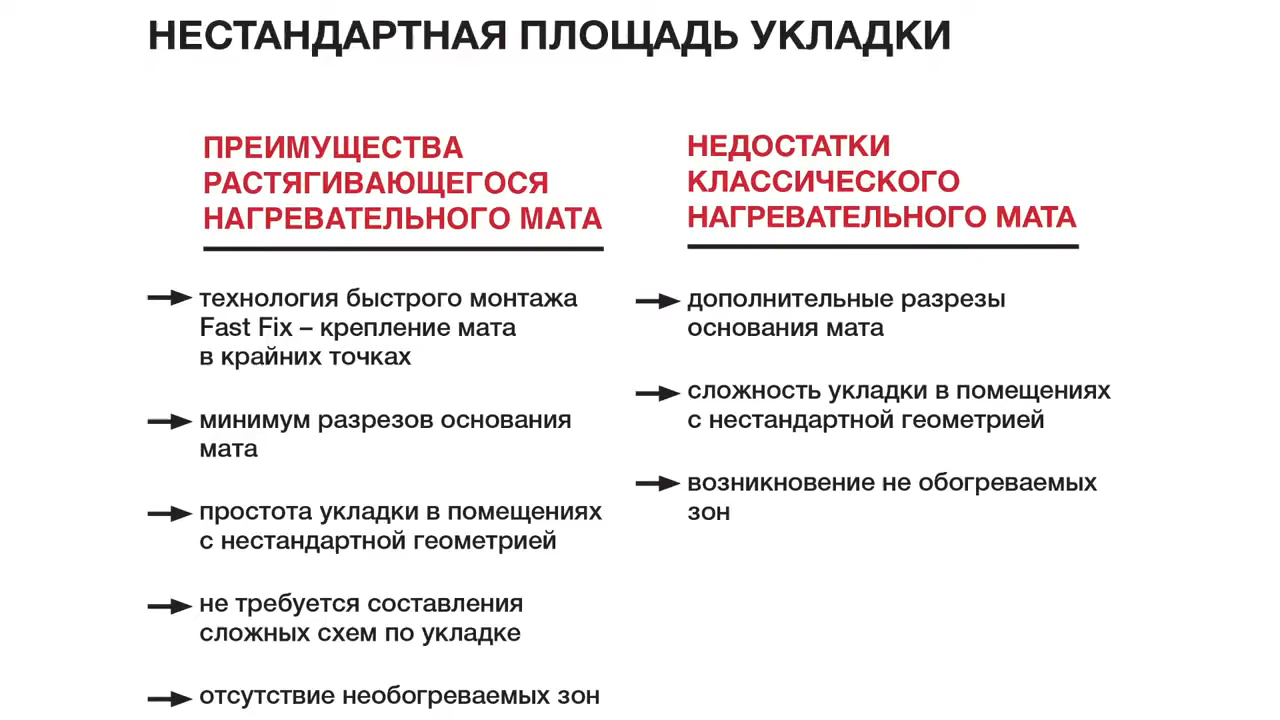 НЕСТАНДАРТНАЯ ПЛОЩАДЬ УКЛАДКИ
ПРЕИМУЩЕСТВА
РАСТЯГИВАЮЩЕГОСЯ
НАГРЕВАТЕЛЬНОГО МАТА
технология быстрого монтажа
Fast Fix – крепление мата
в крайних точках
минимум разрезов основания
мата
простота укладки в помещениях
с нестандартной геометрией
не требуется составления
сложных схем по укладке
отсутствие необогреваемых зон
НЕДОСТАТКИ
КЛАССИЧЕСКОГО
НАГРЕВАТЕЛЬНОГО МАТА
дополнительные разрезы
основания мата
сложность укладки в помещениях
с нестандартной геометрией
возникновение не обогреваемых
зон